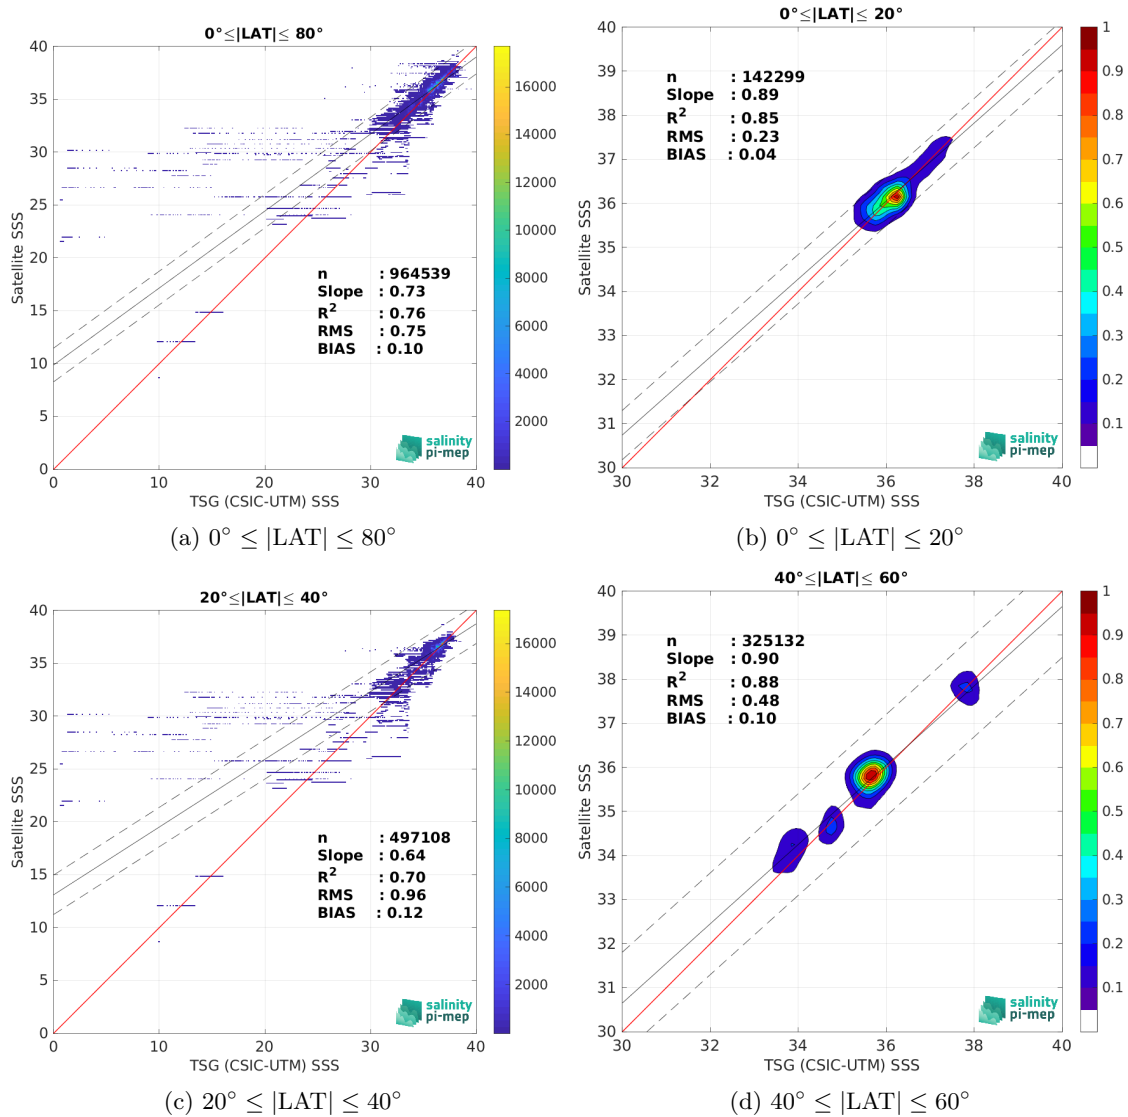 0°≤|LAT|≤ 80°
40
35
30
25
20
15
10
5
0
Satellite SSS
n : 964539
Slope : 0.73
R² : 0.76
RMS : 0.75
BIAS : 0.10
salinity
pi-mep
0 10 20 30 40
TSG (CSIC-UTM) SSS
16000
14000
12000
10000
8000
6000
4000
2000
(a) 0° ≤ |LAT| ≤ 80°
0°≤|LAT|≤ 20°
40
39
38
37
36
35
34
33
32
31
30
Satellite SSS
n : 142299
Slope : 0.89
R² : 0.85
RMS : 0.23
BIAS : 0.04
salinity
pi-mep
30 32 34 36 38 40
TSG (CSIC-UTM) SSS
1
0.9
0.8
0.7
0.6
0.5
0.4
0.3
0.2
0.1
(b) 0° ≤ |LAT| ≤ 20°
20°≤|LAT|≤ 40°
40
35
30
25
20
15
10
5
0
Satellite SSS
n : 497108
Slope : 0.64
R² : 0.70
RMS : 0.96
BIAS : 0.12
salinity
pi-mep
0 10 20 30 40
TSG (CSIC-UTM) SSS
16000
14000
12000
10000
8000
6000
4000
2000
(c) 20° ≤ |LAT| ≤ 40°
40°≤|LAT|≤ 60°
40
39
38
37
36
35
34
33
32
31
30
Satellite SSS
n : 325132
Slope : 0.90
R² : 0.88
RMS : 0.48
BIAS : 0.10
salinity
pi-mep
30 32 34 36 38 40
TSG (CSIC-UTM) SSS
1
0.9
0.8
0.7
0.6
0.5
0.4
0.3
0.2
0.1
(d) 40° ≤ |LAT| ≤ 60°